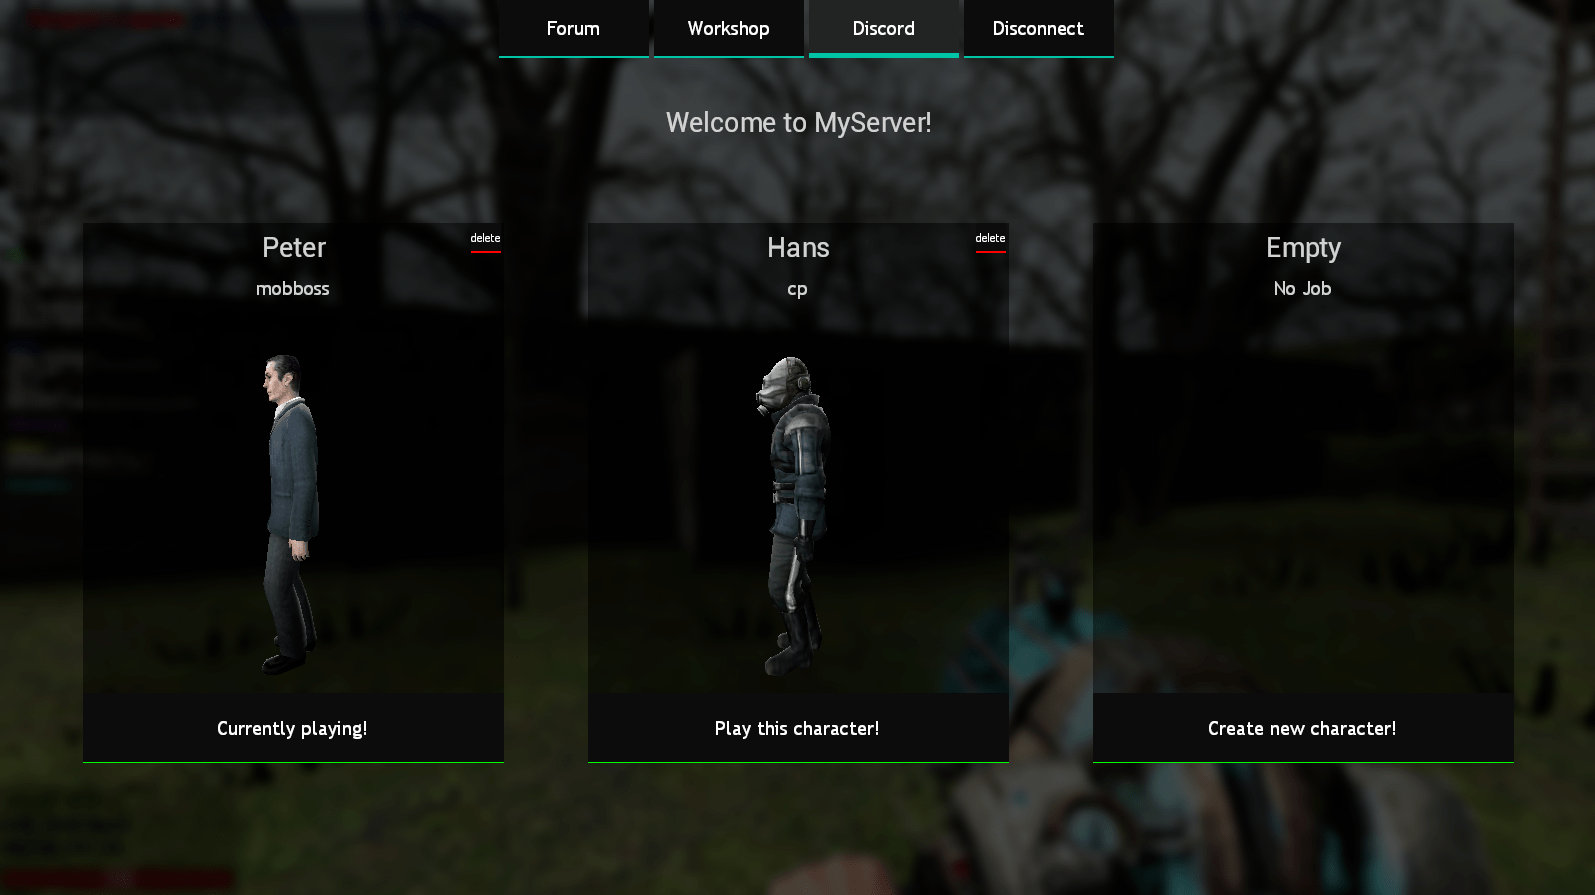 Forum
Workshop
Discord
Disconnect
Welcome to MyServer!
Peter
delete
mobboss
Hans
delete
cp
Empty
No Job
Currently playing!
Play this character!
Create new character!